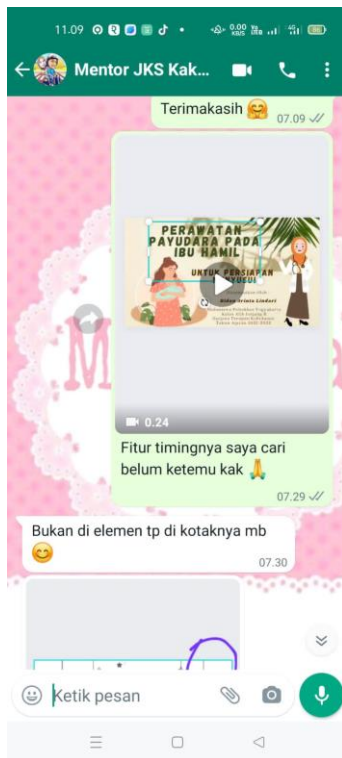 11.09
0.00
KB/S
Mentor JKS Kak...
Terimakasih 🤗
07.09
PERAWATAN
PAYUDARA PADA
IBU HAMIL
UNTUK PERSIAPAN
0.24
Fitur timingnya saya cari
belum ketemu kak 🙏
07.29
Bukan di elemen tp di kotaknya mb
😊
07.30
Ketik pesan